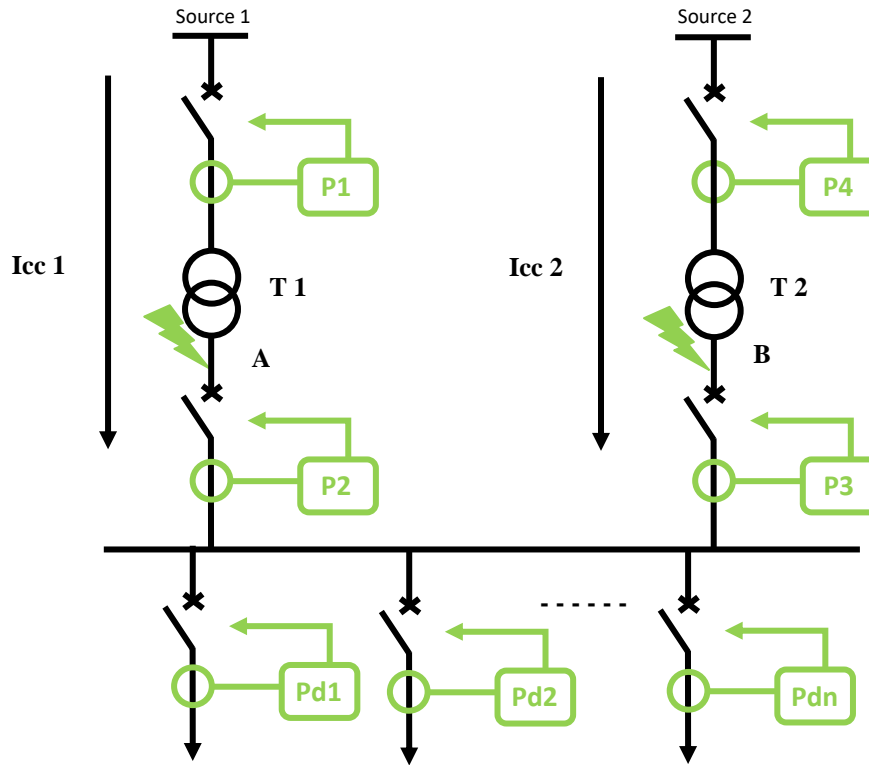 Source 1
Source 2
P1
P4
Icc 1
T 1
Icc 2
T 2
A
B
P2
P3
Pd1
Pd2
Pdn